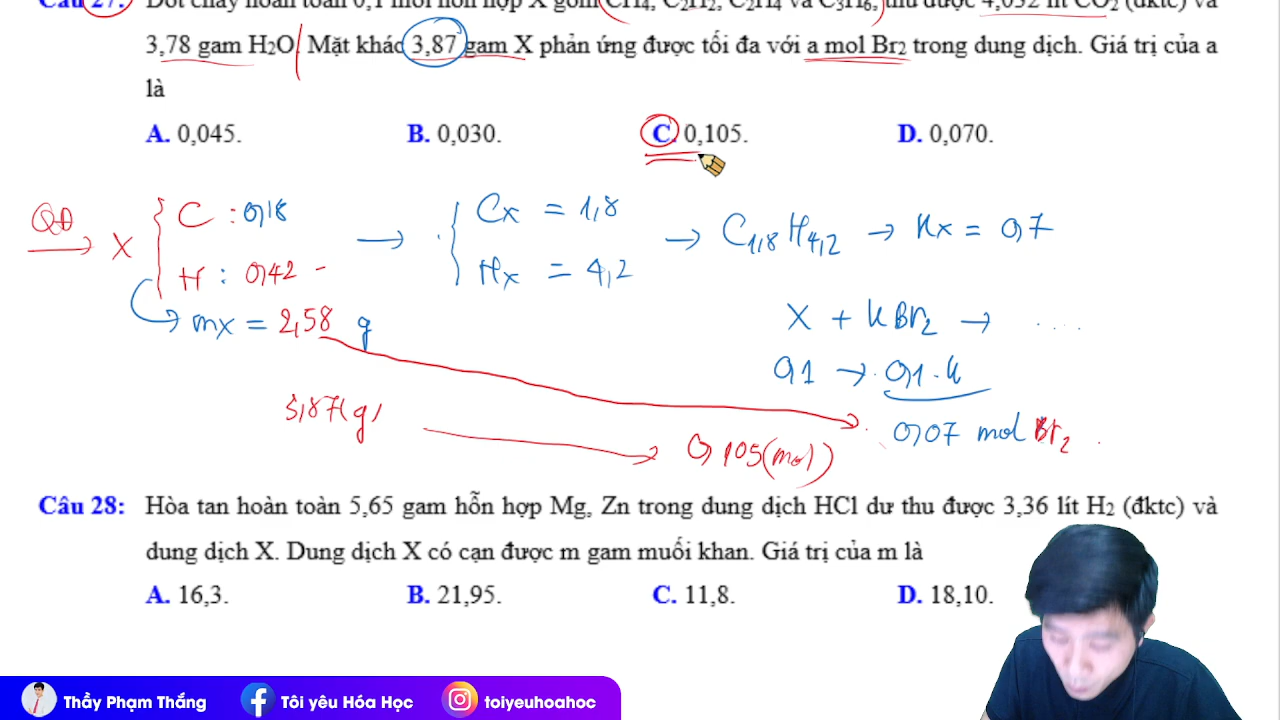 Câu 27: Đốt cháy hoàn toàn 0,1 mol hỗn hợp X gồm CH4, C2H2, C2H4 và C3H6, thu được 4,032 lít CO2 (đktc) và
3,78 gam H2O. Mặt khác 3,87 gam X phản ứng được tối đa với a mol Br2 trong dung dịch. Giá trị của a
là
A. 0,045. B. 0,030. C. 0,105. D. 0,070.
QĐ X C : 0,18 Cx = 1,8 C1,8H4,2 → kx = 0,7
H : 0,42 Hx = 4,2
mx = 2,58 g X + kBr2 → ....
0,1 → 0,1.k
3,87(g) 0,07 mol Br2
0,105(mol)
Câu 28: Hòa tan hoàn toàn 5,65 gam hỗn hợp Mg, Zn trong dung dịch HCl dư thu được 3,36 lít H2 (đktc) và
dung dịch X. Dung dịch X cô cạn được m gam muối khan. Giá trị của m là
A. 16,3. B. 21,95. C. 11,8. D. 18,10.
Thầy Phạm Thắng Tôi yêu Hóa Học toiyeuhoahoc